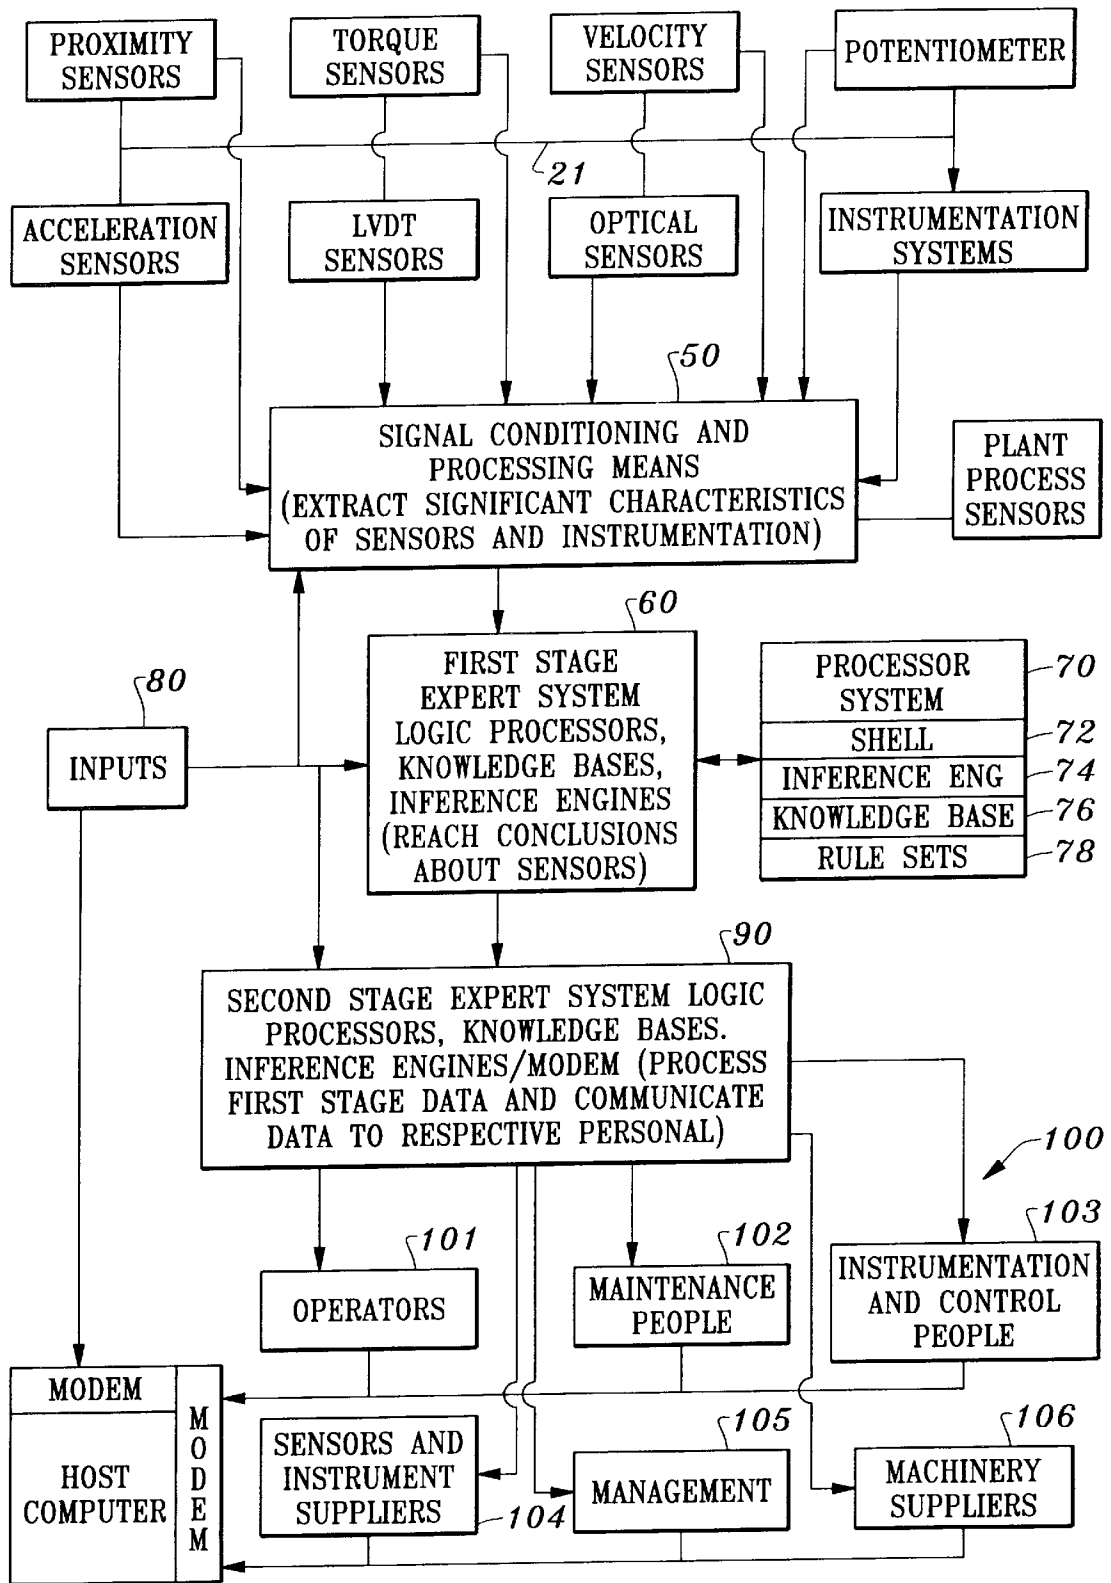 PROXIMITY
SENSORS
TORQUE
SENSORS
VELOCITY
SENSORS
POTENTIOMETER
21
ACCELERATION
SENSORS
LVDT
SENSORS
OPTICAL
SENSORS
INSTRUMENTATION
SYSTEMS
50
SIGNAL CONDITIONING AND
PROCESSING MEANS
(EXTRACT SIGNIFICANT CHARACTERISTICS
OF SENSORS AND INSTRUMENTATION)
PLANT
PROCESS
SENSORS
60
FIRST STAGE
EXPERT SYSTEM
LOGIC PROCESSORS,
KNOWLEDGE BASES,
INFERENCE ENGINES
(REACH CONCLUSIONS
ABOUT SENSORS)
PROCESSOR
SYSTEM
70
SHELL
72
INFERENCE ENG
74
KNOWLEDGE BASE
76
RULE SETS
78
80
INPUTS
90
SECOND STAGE EXPERT SYSTEM LOGIC
PROCESSORS, KNOWLEDGE BASES.
INFERENCE ENGINES/MODEM (PROCESS
FIRST STAGE DATA AND COMMUNICATE
DATA TO RESPECTIVE PERSONAL)
100
101
OPERATORS
102
MAINTENANCE
PEOPLE
103
INSTRUMENTATION
AND CONTROL
PEOPLE
MODEM
MODEM
HOST
COMPUTER
SENSORS AND
INSTRUMENT
SUPPLIERS
104
105
MANAGEMENT
106
MACHINERY
SUPPLIERS